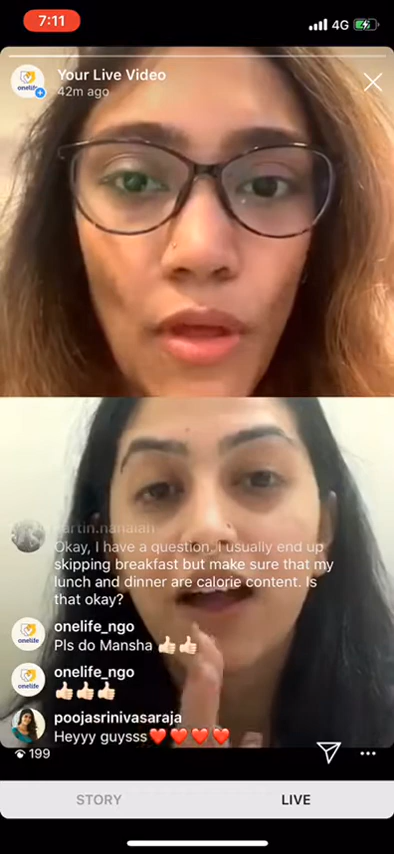 7:11
4G
Your Live Video
42m ago
onelife
Okay, I have a question, I usually end up
skipping breakfast but make sure that my
lunch and dinner are calorie content. Is
that okay?
onelife_ngo
onelife
Pls do Mansha 👍🏻👍🏻
onelife_ngo
onelife
👍🏻👍🏻👍🏻
poojasrinivasaraja
Heyyy guysss❤️❤️❤️❤️
199
STORY
LIVE